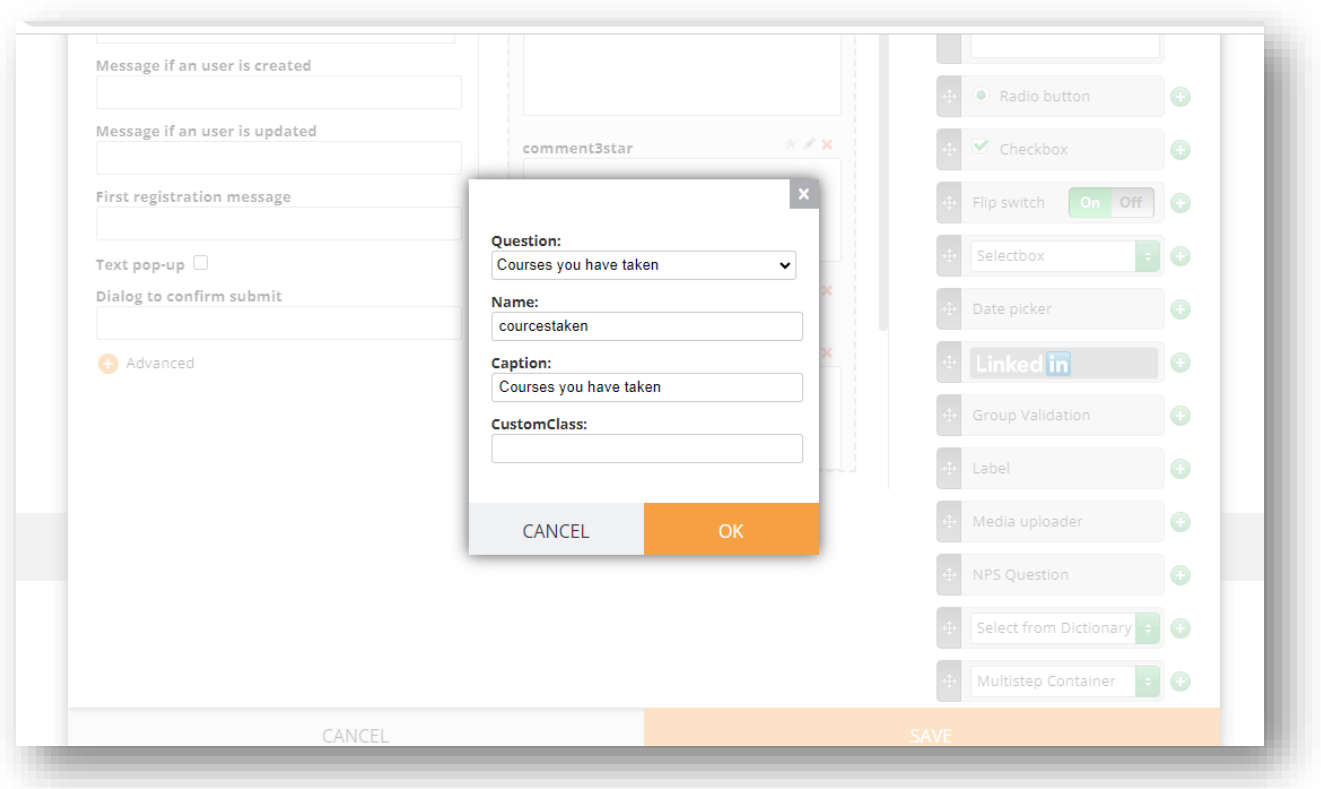 Message if an user is created
Message if an user is updated
First registration message
Text pop-up
Dialog to confirm submit
Advanced
comment3star
Question:
Courses you have taken
Name:
courcestaken
Caption:
Courses you have taken
CustomClass:
CANCEL
OK
Radio button
Checkbox
Flip switch On Off
Selectbox
Date picker
Linked in
Group Validation
Label
Media uploader
NPS Question
Select from Dictionary
Multistep Container
CANCEL
SAVE